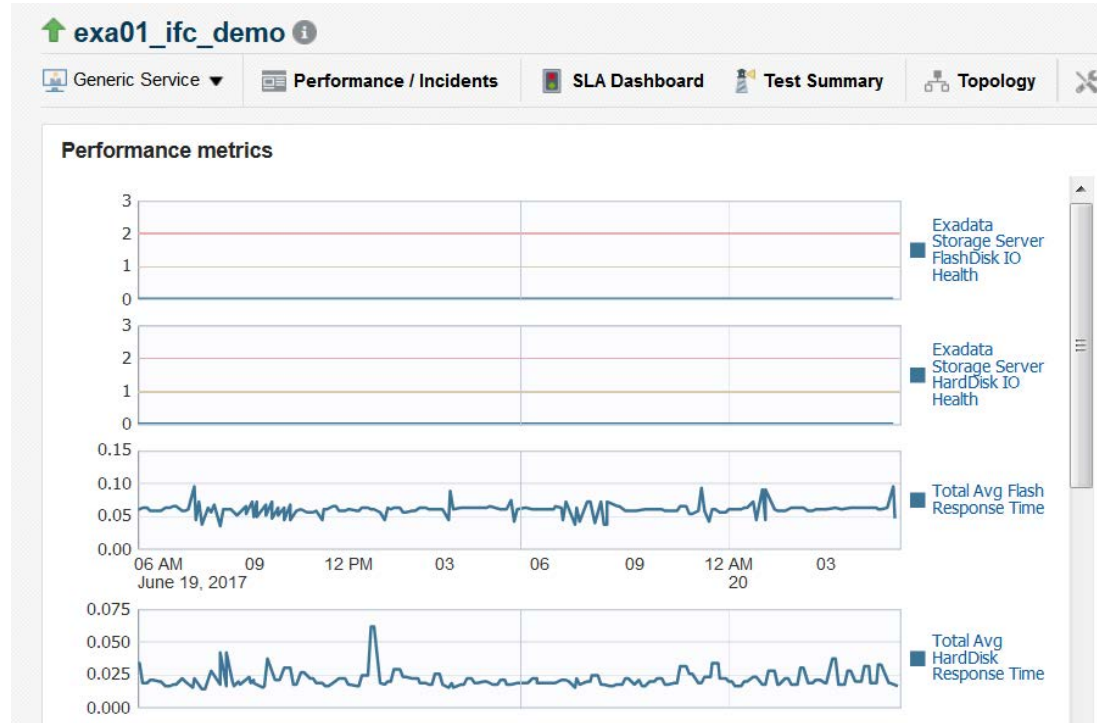 exa01_ifc_demo
Generic Service
Performance / Incidents
SLA Dashboard
Test Summary
Topology
Performance metrics
3
2
1
0
Exadata
Storage Server
FlashDisk IO
Health
3
2
1
0
Exadata
Storage Server
HardDisk IO
Health
0.15
0.10
0.05
0.00
Total Avg Flash
Response Time
06 AM 09 12 PM 03 06 09 12 AM 03
June 19, 2017 20
0.075
0.050
0.025
0.000
Total Avg
HardDisk
Response Time